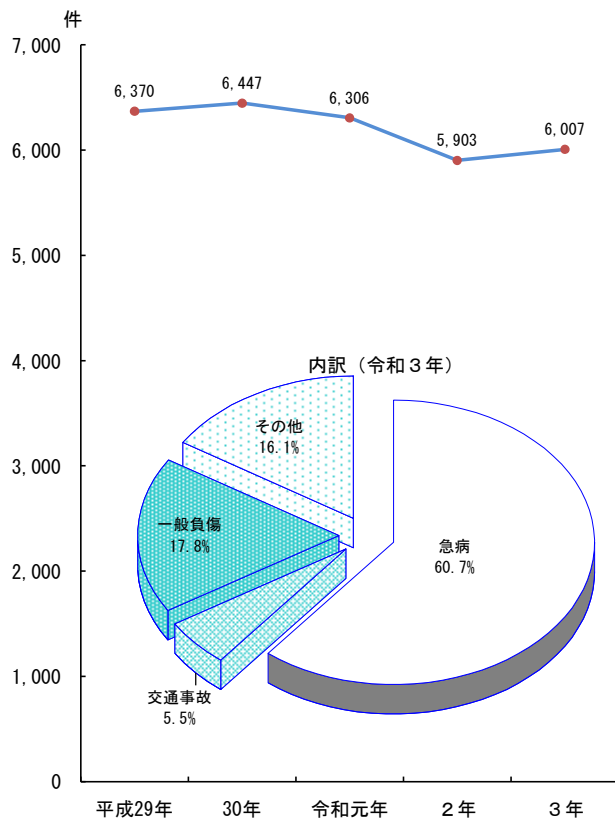 件
7,000
6,370
6,447
6,306
5,903
6,007
6,000
5,000
4,000
内訳（令和３年）
その他
16.1%
3,000
一般負傷
17.8%
急病
60.7%
2,000
1,000
交通事故
5.5%
0
平成29年
30年
令和元年
２年
３年